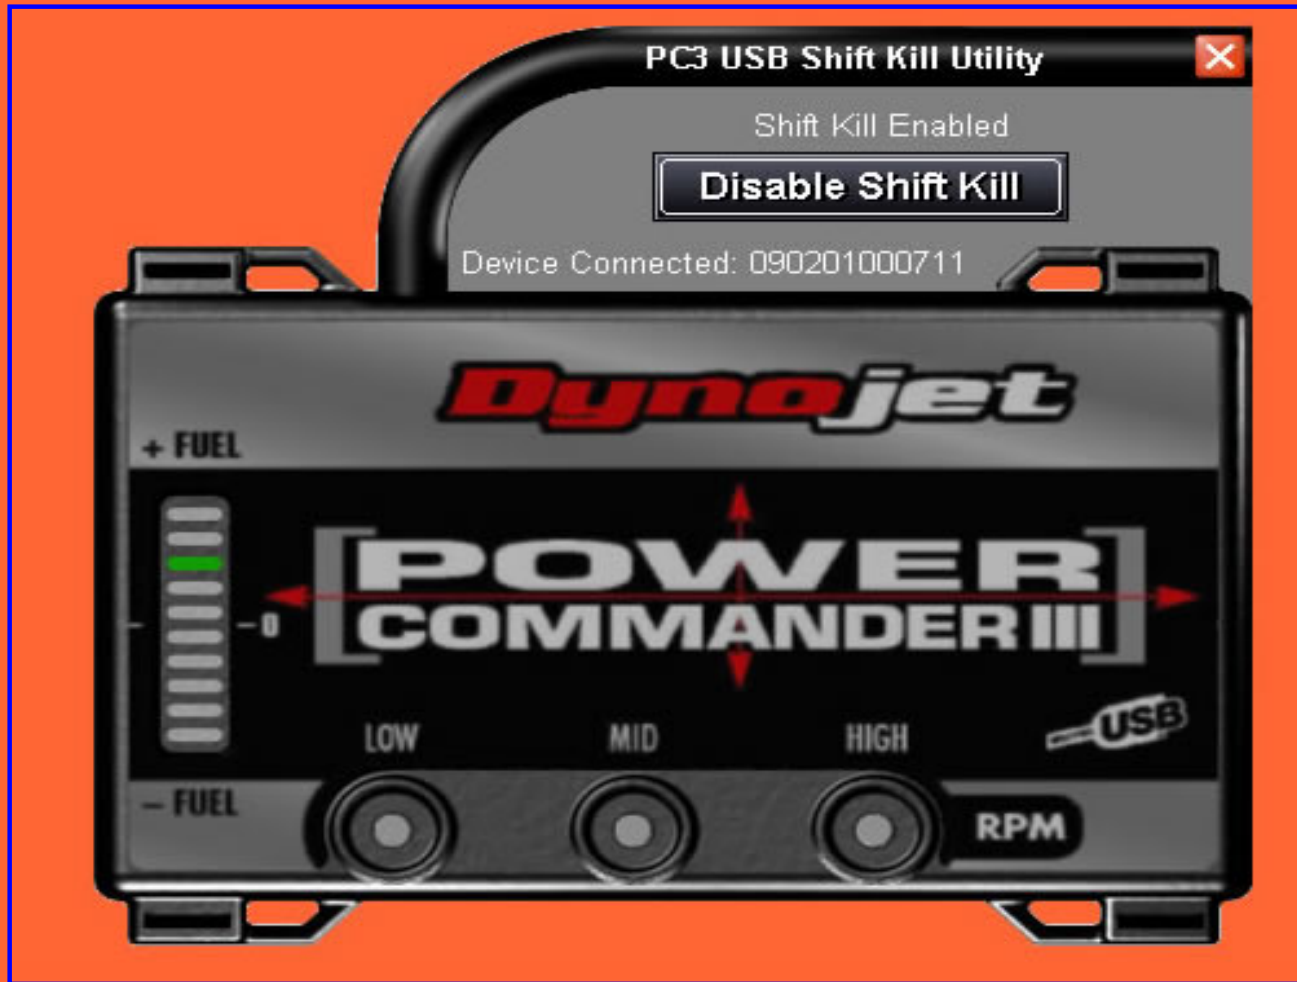 PC3 USB Shift Kill Utility
Shift Kill Enabled
Disable Shift Kill
Device Connected: 090201000711
Dynojet
+ FUEL
POWER
- 0
COMMANDER III
USB
LOW MID HIGH
– FUEL
RPM